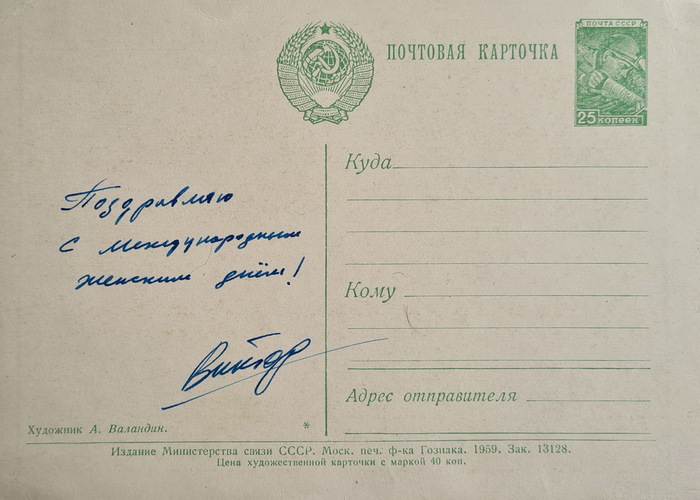 ПОЧТОВАЯ КАРТОЧКА
ПОЧТА СССР
25 КОПЕЕК
Куда
Поздравляю
с международным
женским днём!
Кому
Виктор
Адрес отправителя
Художник А. Валандин.
*
Издание Министерства связи СССР. Моск. печ. ф-ка Гознака. 1959. Зак. 13128.
Цена художественной карточки с маркой 40 коп.